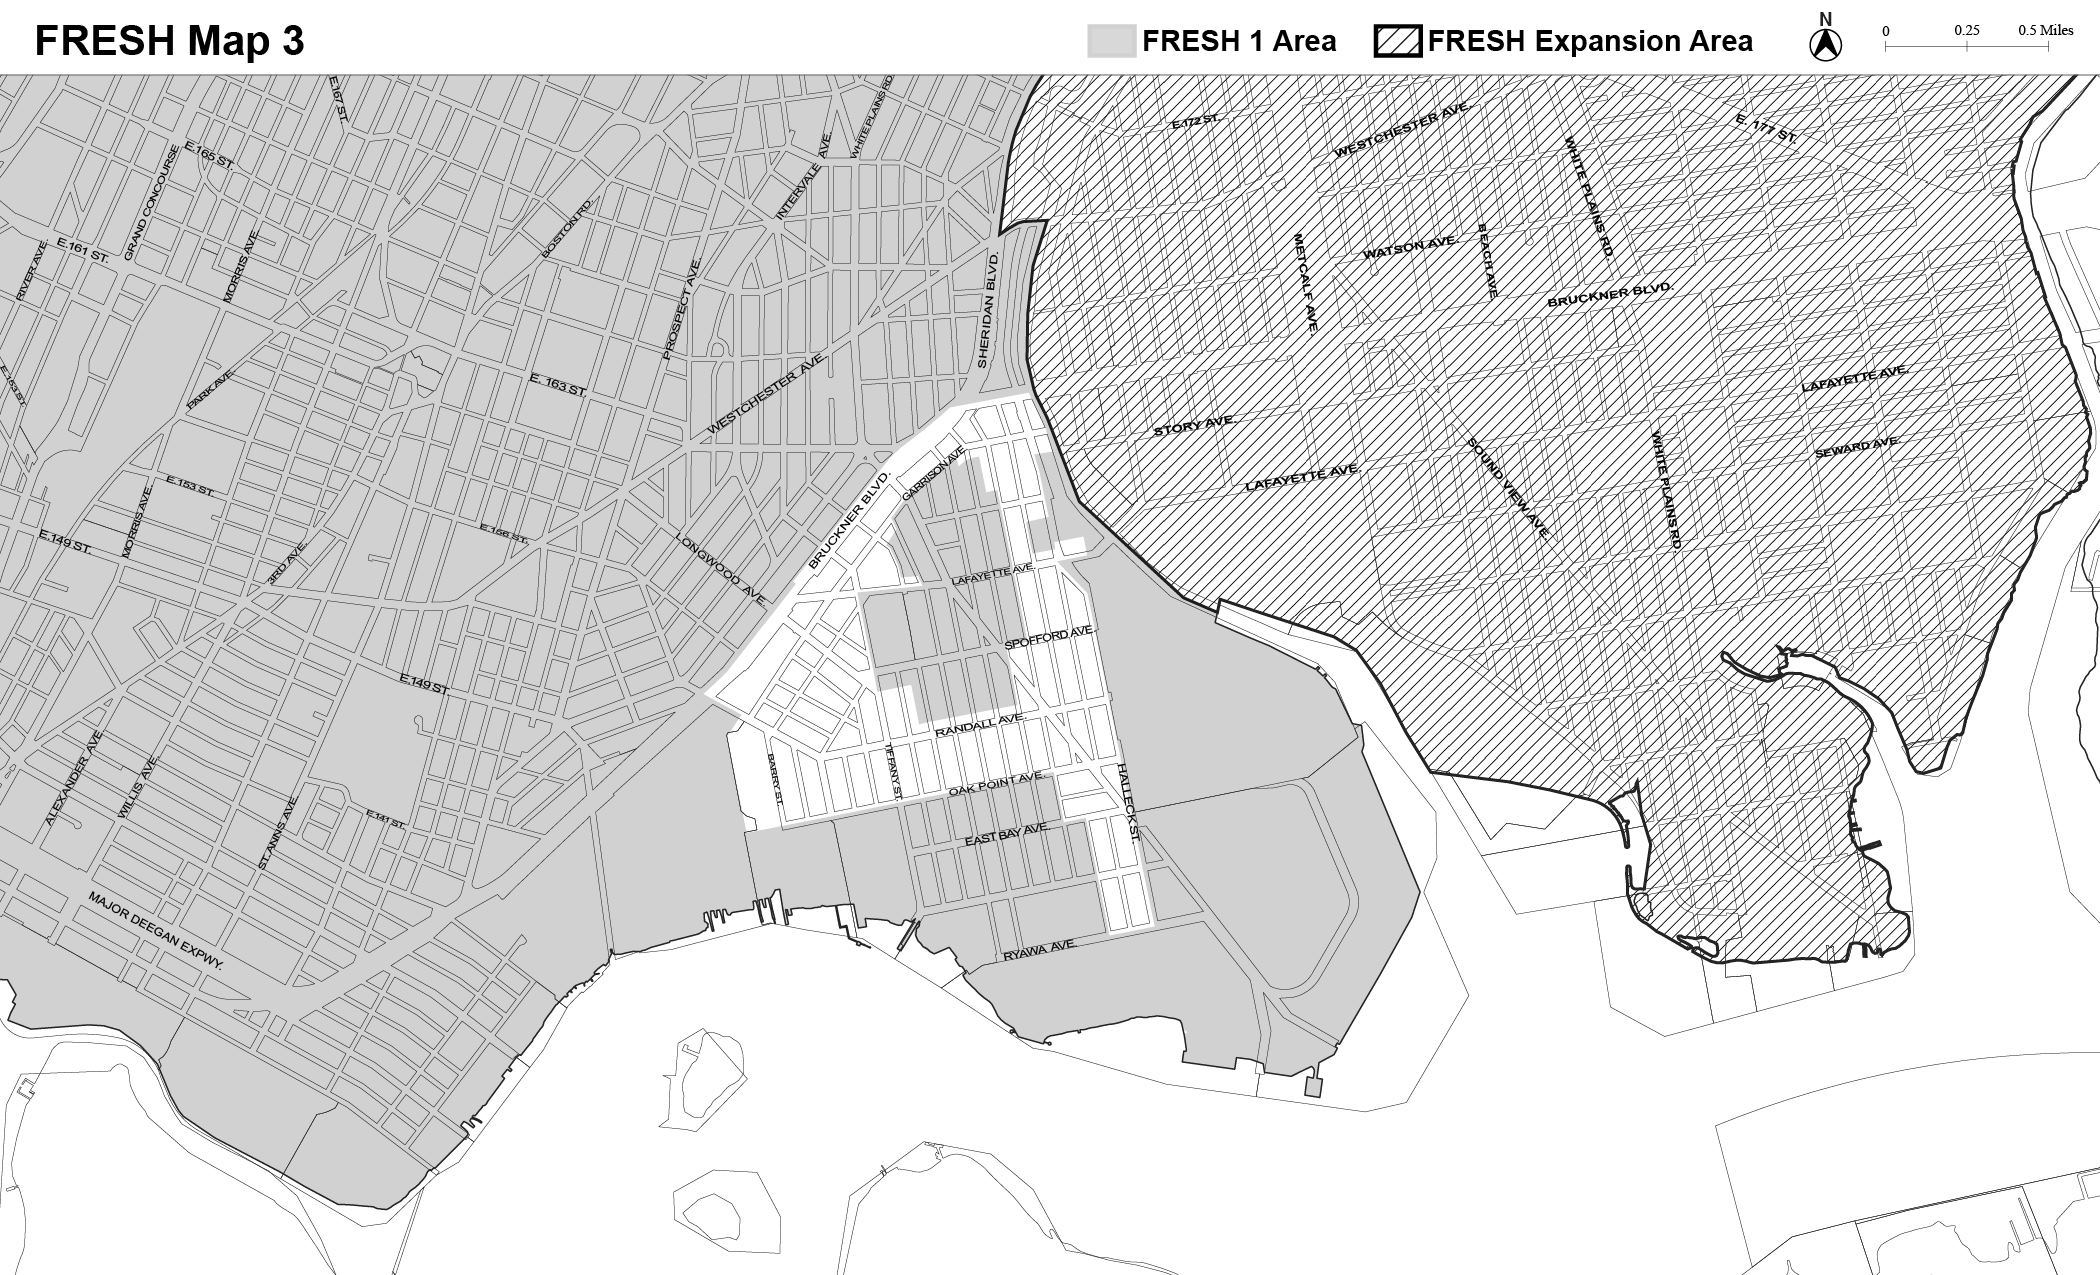 FRESH Map 3
FRESH 1 Area
FRESH Expansion Area
N
0 0.25 0.5 Miles
E.167 ST.
WHITE PLAINS RD.
E.172 ST.
WESTCHESTER AVE.
E. 177 ST.
E.165 ST.
GRAND CONCOURSE
INTERVALE AVE.
WHITE PLAINS RD.
BOSTON RD.
E.161 ST.
RIVER AVE.
MORRIS AVE.
METCALF AVE.
WATSON AVE.
BEACH AVE
BRUCKNER BLVD.
PROSPECT AVE.
SHERIDAN BLVD.
E.153 ST.
PARK AVE
E. 163 ST.
WESTCHESTER AVE
LAFAYETTE AVE.
STORY AVE.
SEWARD AVE.
LAFAYETTE AVE.
SOUND VIEW AVE.
WHITE PLAINS RD.
GARRISON AVE
BRUCKNER BLVD.
E.153 ST.
MORRIS AVE.
E.149 ST.
3RD AVE.
E.156 ST.
LONGWOOD AVE.
LAFAYETTE AVE.
SPOFFORD AVE.
E.149 ST.
RANDALL AVE.
ALEXANDER AVE
WILLIS AVE.
BARRY ST.
TIFFANY ST.
OAK POINT AVE.
HALLECK ST.
ST. ANNS AVE
E.141 ST.
EAST BAY AVE.
MAJOR DEEGAN EXPWY.
RYAWA AVE.